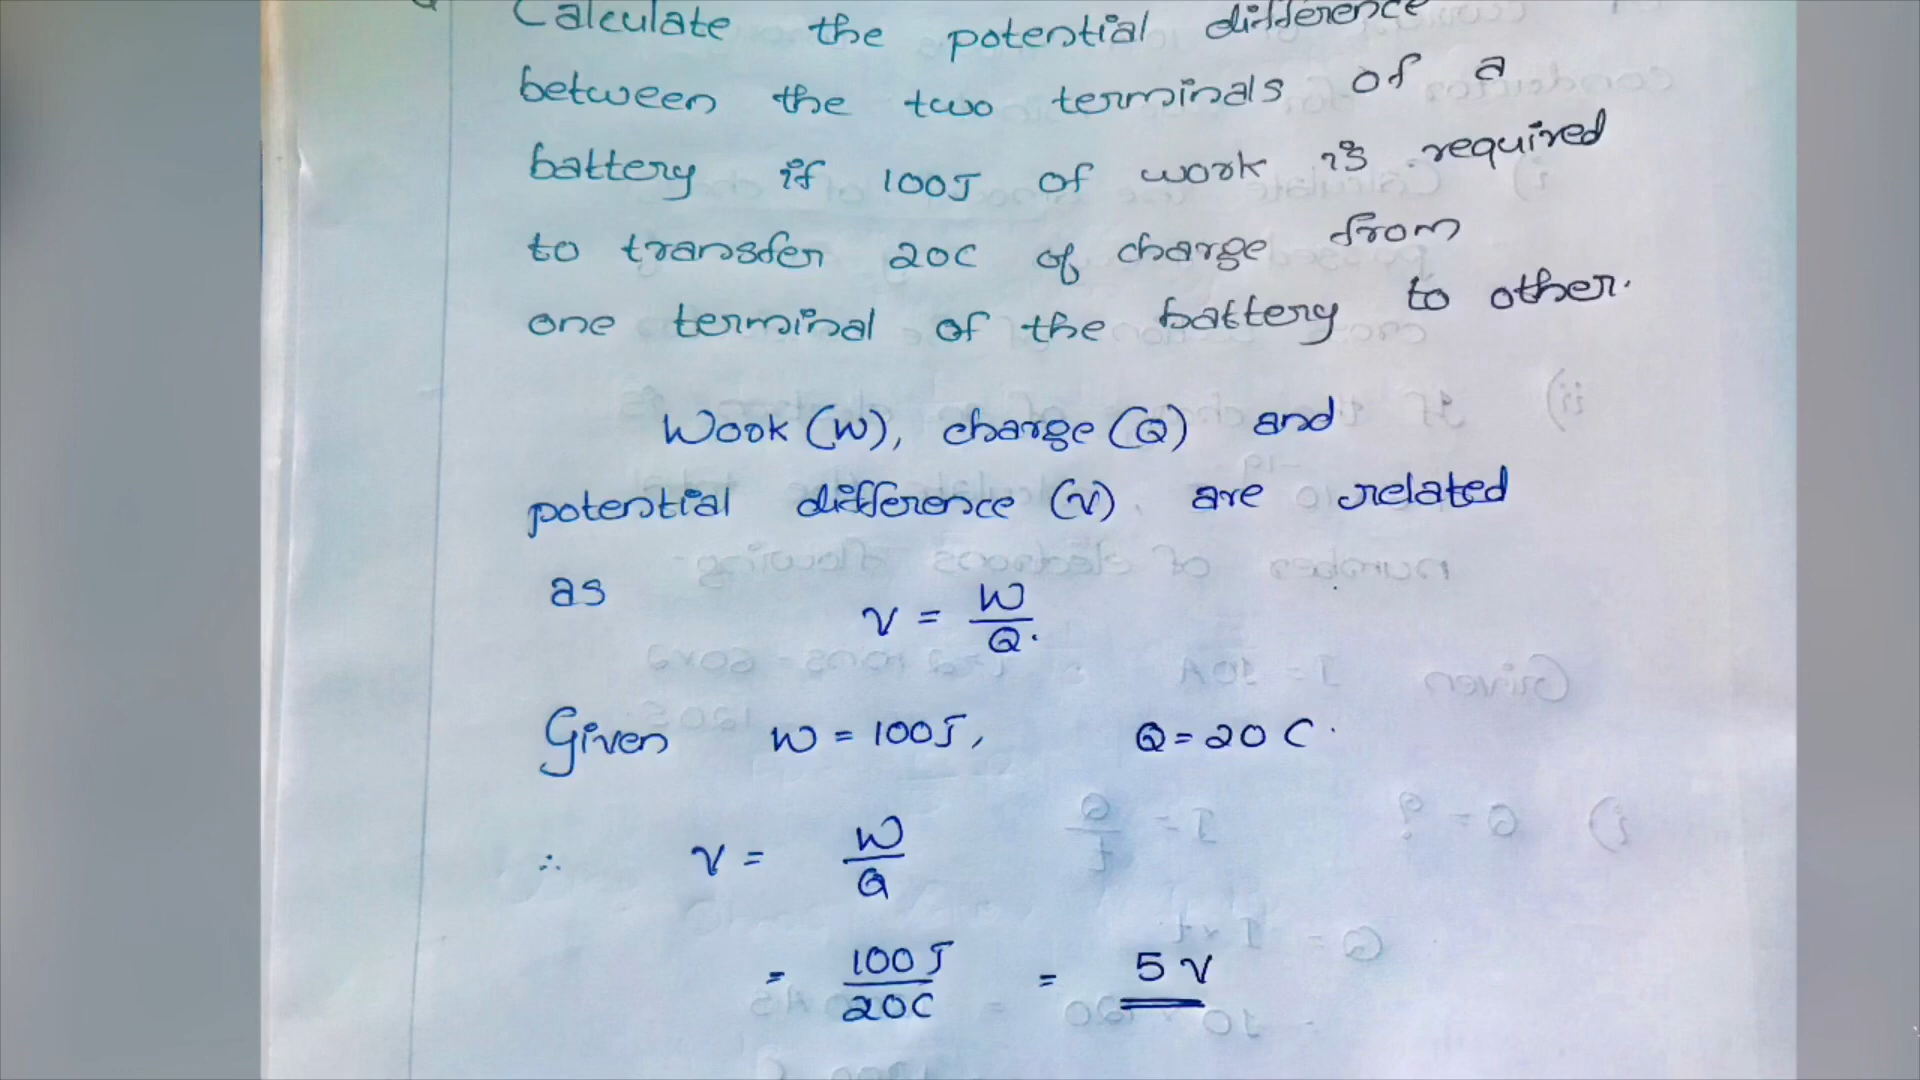 Calculate the potential difference
between the two terminals of a
battery if 100J of work is required
to transfer 20C of charge from
one terminal of the battery to other.
Work (W), charge (Q) and
potential difference (V) are related
as
V = W/Q.
Given W = 100J, Q = 20 C.
∴ V = W/Q
= 100J/20C = 5 V